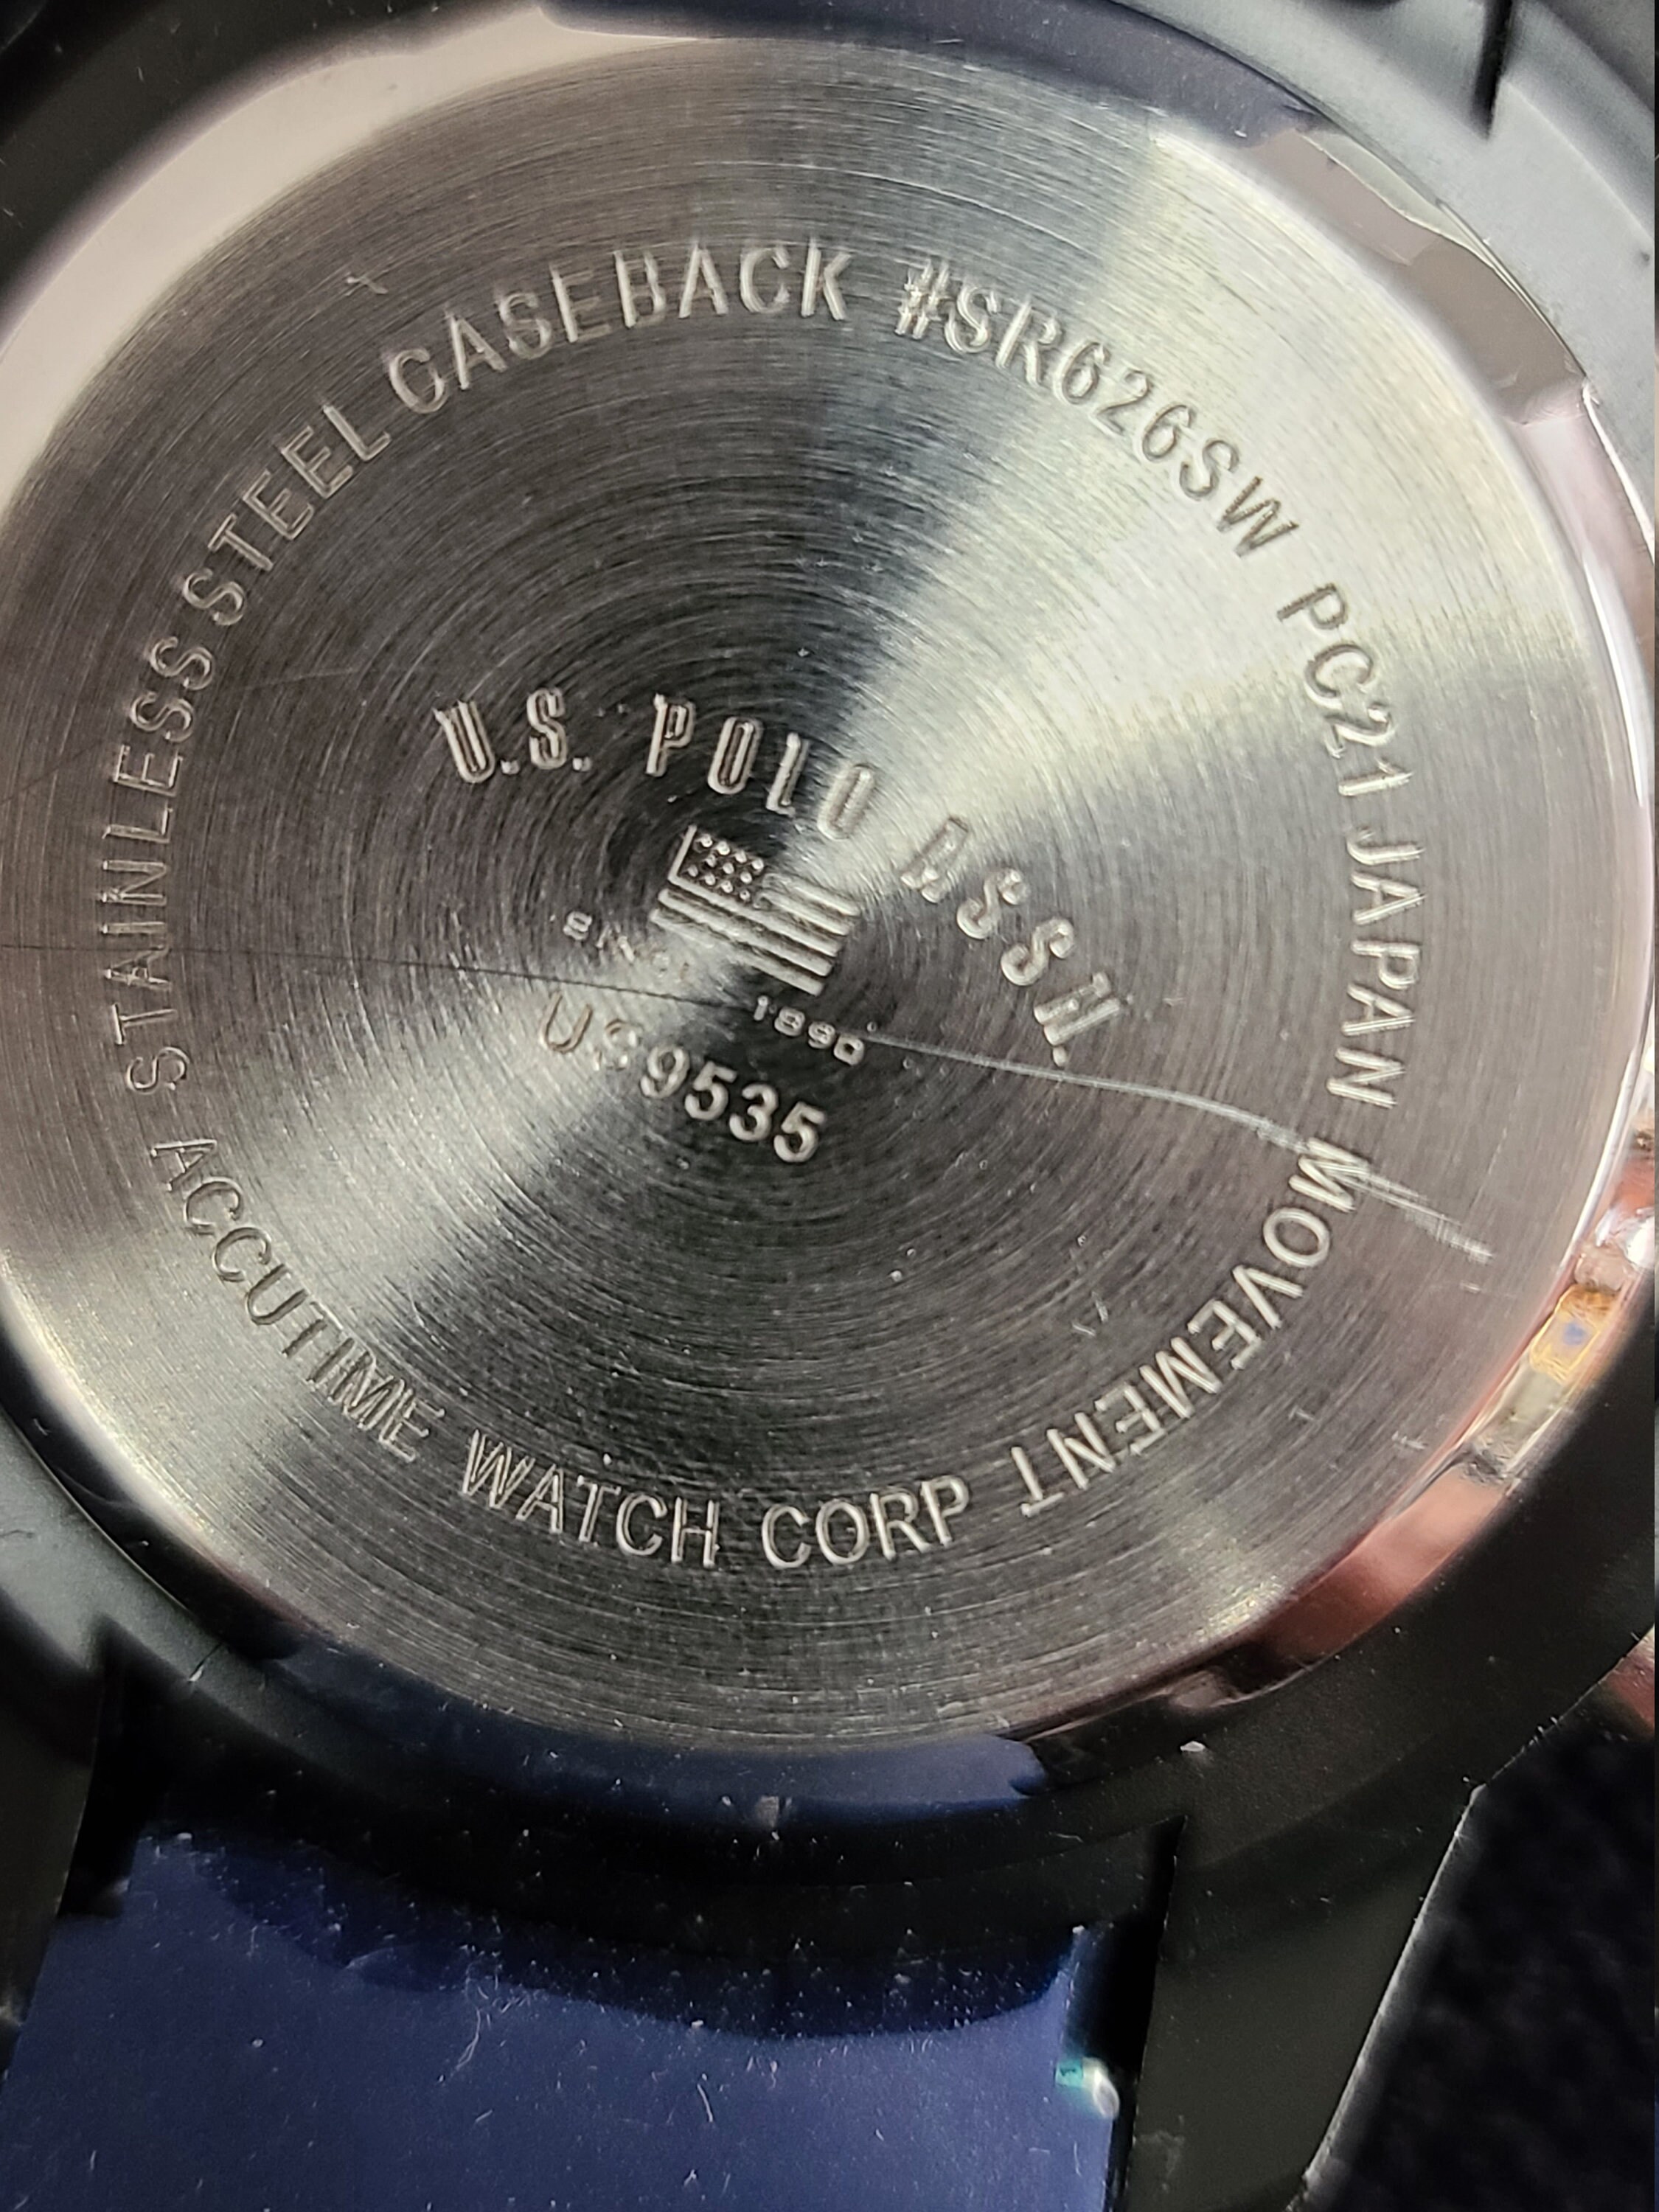 STAINLESS STEEL CASEBACK #SR626SW PC21 JAPAN MOVEMENT
ACCUTIME WATCH CORP
U.S. POLO ASSN.
SINCE 1890
US9535